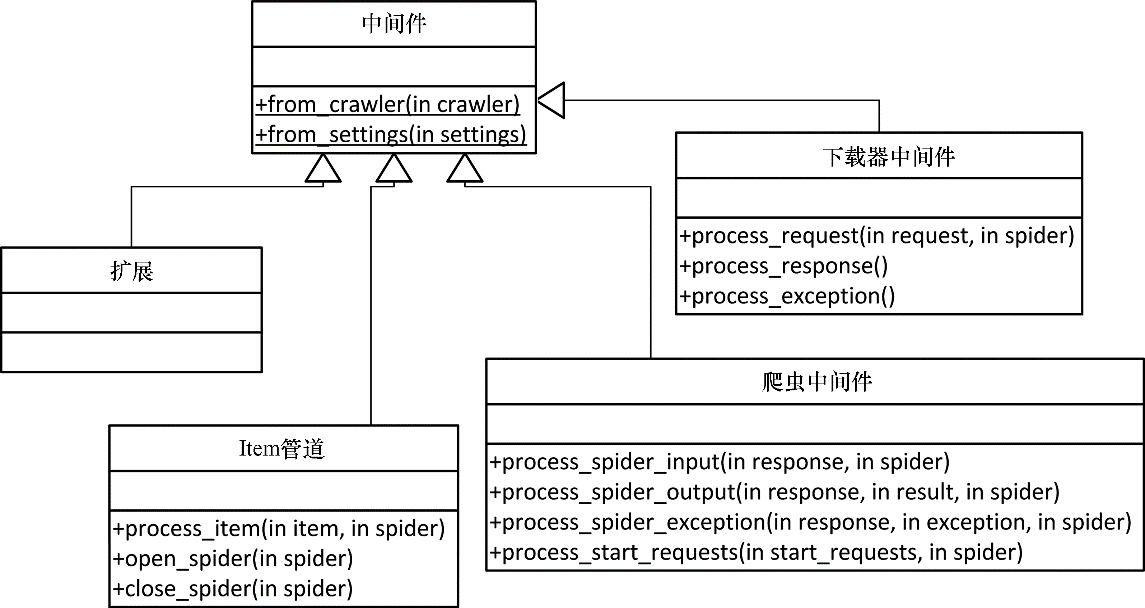 中间件
+from_crawler(in crawler)
+from_settings(in settings)
下载器中间件
+process_request(in request, in spider)
+process_response()
+process_exception()
扩展
爬虫中间件
+process_spider_input(in response, in spider)
+process_spider_output(in response, in result, in spider)
+process_spider_exception(in response, in exception, in spider)
+process_start_requests(in start_requests, in spider)
Item管道
+process_item(in item, in spider)
+open_spider(in spider)
+close_spider(in spider)